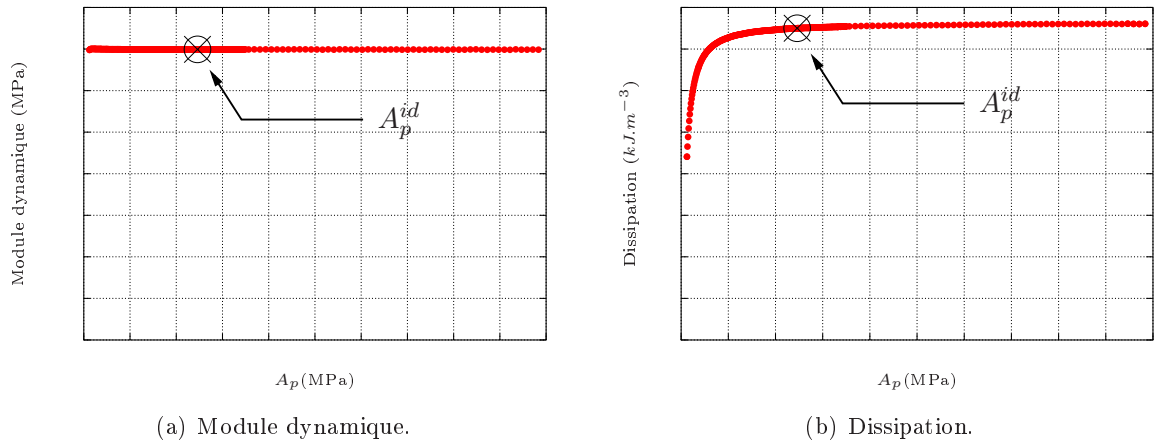 Module dynamique (MPa)
$A_p^{id}$
$A_p$(MPa)
(a) Module dynamique.
Dissipation ($kJ.m^{-3}$)
$A_p^{id}$
$A_p$(MPa)
(b) Dissipation.